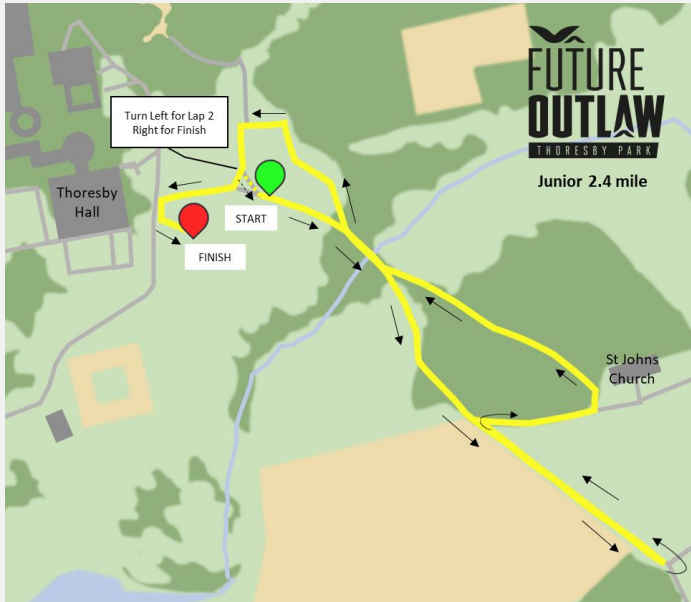 FUTURE
OUTLAW
THORESBY PARK
Junior 2.4 mile
Turn Left for Lap 2
Right for Finish
Thoresby
Hall
START
FINISH
St Johns
Church